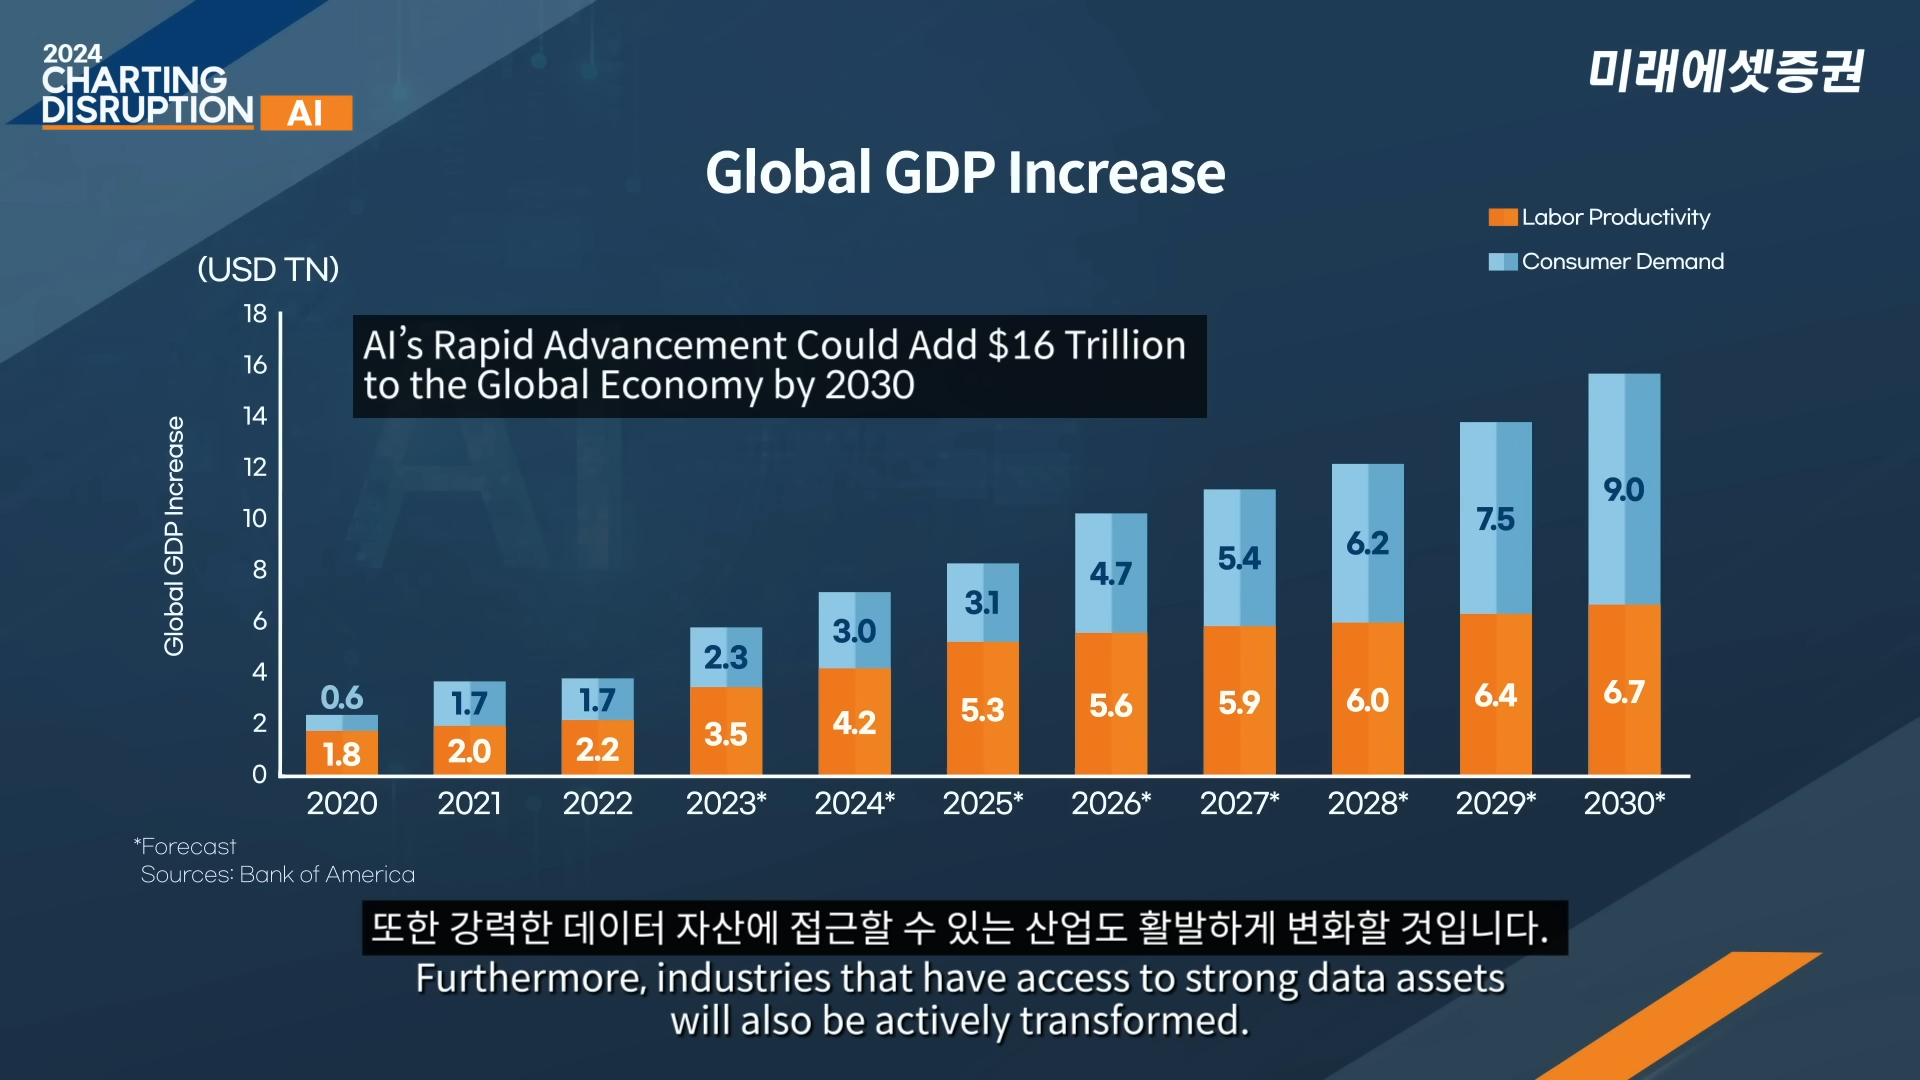 2024
CHARTING
DISRUPTION AI
미래에셋증권
Global GDP Increase
Labor Productivity
Consumer Demand
(USD TN)
AI’s Rapid Advancement Could Add $16 Trillion
to the Global Economy by 2030
Global GDP Increase
18
16
14
12
10
8
6
4
2
0
0.6 1.7 1.7 2.3 3.0 3.1 4.7 5.4 6.2 7.5 9.0
1.8 2.0 2.2 3.5 4.2 5.3 5.6 5.9 6.0 6.4 6.7
2020 2021 2022 2023* 2024* 2025* 2026* 2027* 2028* 2029* 2030*
*Forecast
Sources: Bank of America
또한 강력한 데이터 자산에 접근할 수 있는 산업도 활발하게 변화할 것입니다.
Furthermore, industries that have access to strong data assets
will also be actively transformed.
AI